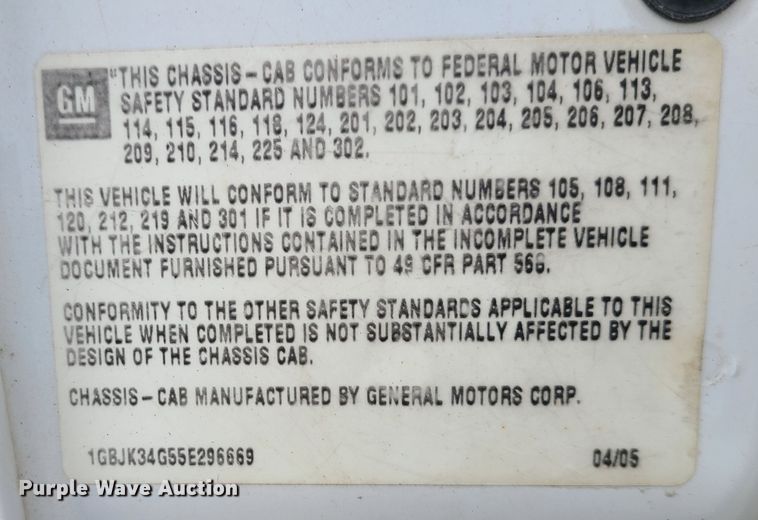 GM
"THIS CHASSIS-CAB CONFORMS TO FEDERAL MOTOR VEHICLE
SAFETY STANDARD NUMBERS 101, 102, 103, 104, 106, 113,
114, 115, 116, 118, 124, 201, 202, 203, 204, 205, 206, 207, 208,
209, 210, 214, 225 AND 302.
THIS VEHICLE WILL CONFORM TO STANDARD NUMBERS 105, 108, 111,
120, 212, 219 AND 301 IF IT IS COMPLETED IN ACCORDANCE
WITH THE INSTRUCTIONS CONTAINED IN THE INCOMPLETE VEHICLE
DOCUMENT FURNISHED PURSUANT TO 49 CFR PART 568.
CONFORMITY TO THE OTHER SAFETY STANDARDS APPLICABLE TO THIS
VEHICLE WHEN COMPLETED IS NOT SUBSTANTIALLY AFFECTED BY THE
DESIGN OF THE CHASSIS CAB.
CHASSIS-CAB MANUFACTURED BY GENERAL MOTORS CORP.
1GBJK34G55E296669 04/05
Purple Wave Auction